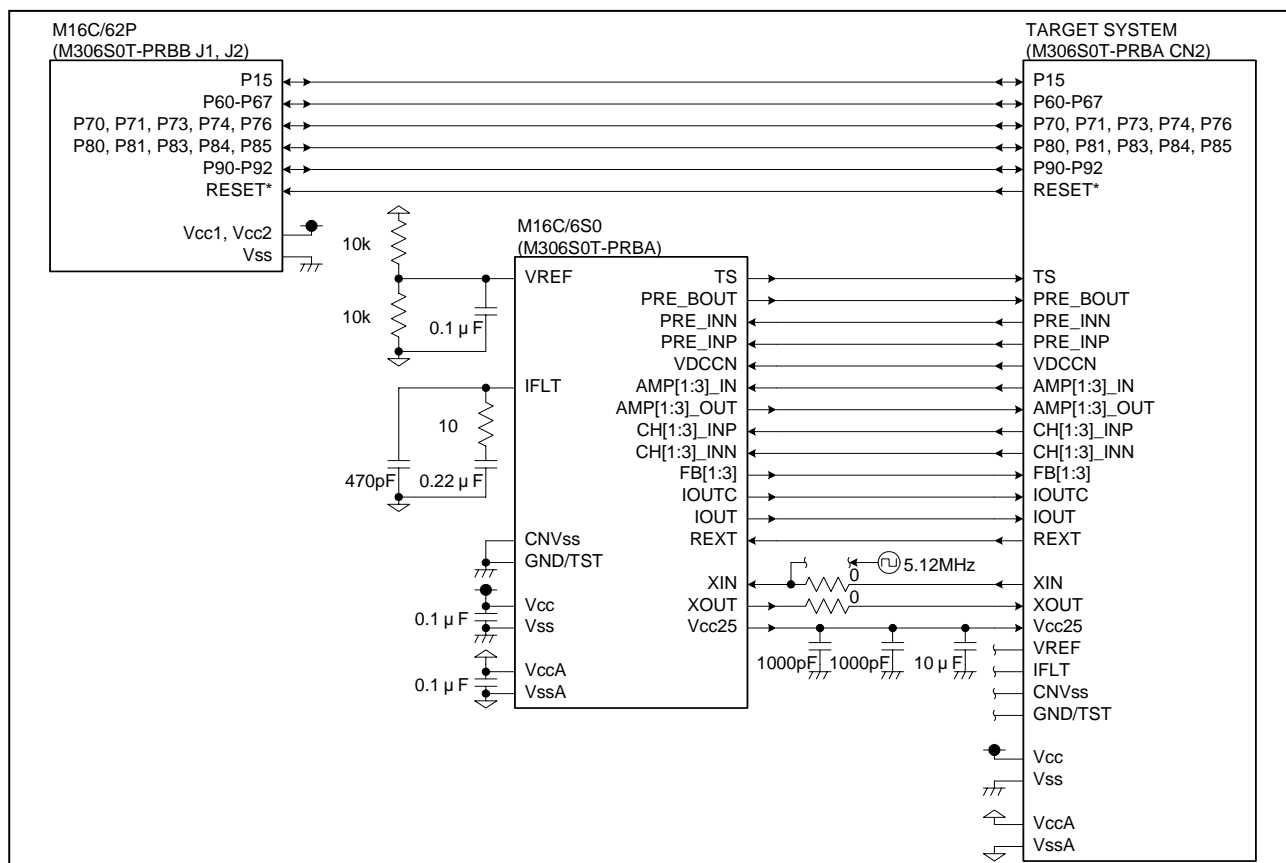 M16C/62P
(M306S0T-PRBB J1, J2)
P15
P60-P67
P70, P71, P73, P74, P76
P80, P81, P83, P84, P85
P90-P92
RESET*
Vcc1, Vcc2
Vss
TARGET SYSTEM
(M306S0T-PRBA CN2)
P15
P60-P67
P70, P71, P73, P74, P76
P80, P81, P83, P84, P85
P90-P92
RESET*
10k
10k
0.1 µ F
M16C/6S0
(M306S0T-PRBA)
VREF
IFLT
10
470pF
0.22 µ F
CNVss
GND/TST
0.1 µ F
Vcc
Vss
0.1 µ F
VccA
VssA
TS
PRE_BOUT
PRE_INN
PRE_INP
VDCCN
AMP[1:3]_IN
AMP[1:3]_OUT
CH[1:3]_INP
CH[1:3]_INN
FB[1:3]
IOUTC
IOUT
REXT
XIN
XOUT
Vcc25
5.12MHz
0
0
1000pF
1000pF
10 µ F
TS
PRE_BOUT
PRE_INN
PRE_INP
VDCCN
AMP[1:3]_IN
AMP[1:3]_OUT
CH[1:3]_INP
CH[1:3]_INN
FB[1:3]
IOUTC
IOUT
REXT
XIN
XOUT
Vcc25
VREF
IFLT
CNVss
GND/TST
Vcc
Vss
VccA
VssA